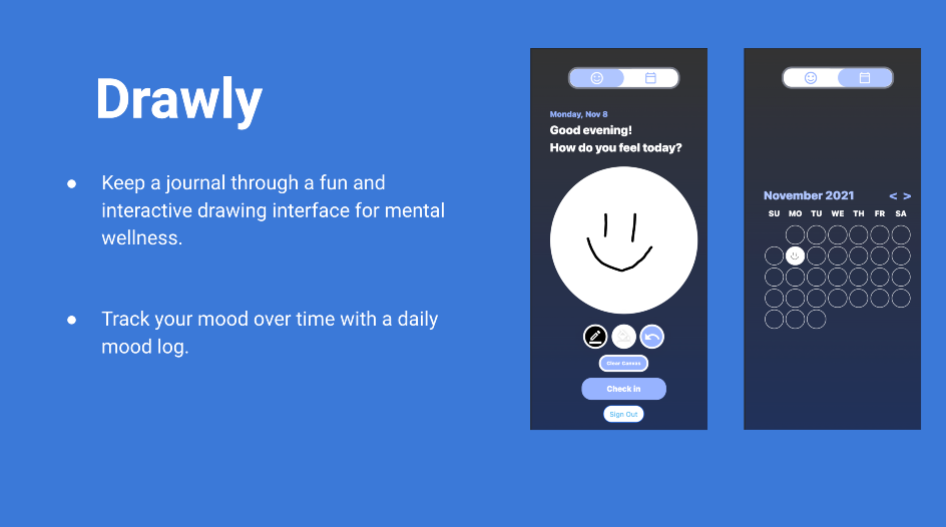 Drawly
Keep a journal through a fun and
interactive drawing interface for mental
wellness.
Track your mood over time with a daily
mood log.
Monday, Nov 8
Good evening!
How do you feel today?
Clear Canvas
Check in
Sign Out
November 2021
< >
SU MO TU WE TH FR SA